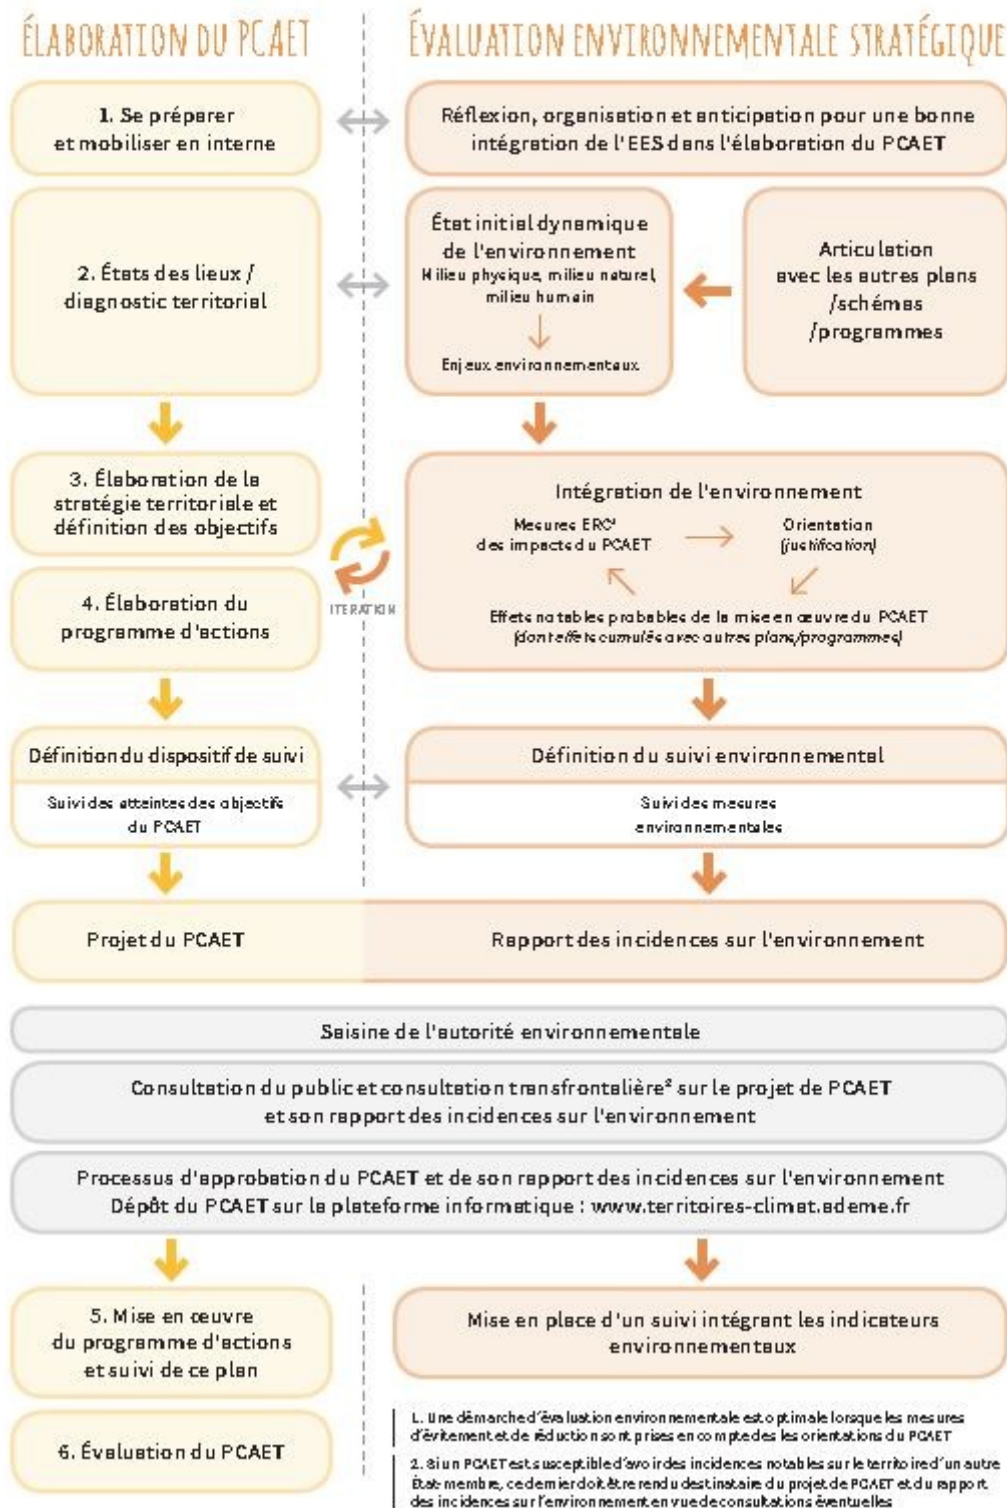 ÉLABORATION DU PCAET
ÉVALUATION ENVIRONNEMENTALE STRATÉGIQUE
1. Se préparer
et mobiliser en interne
Réflexion, organisation et anticipation pour une bonne
intégration de l'EES dans l'élaboration du PCAET
2. États des lieux /
diagnostic territorial
État initial dynamique
de l'environnement
Milieu physique, milieu naturel,
milieu humain
Enjeux environnementaux
Articulation
avec les autres plans
/schémas
/programmes
3. Élaboration de la
stratégie territoriale et
définition des objectifs
4. Élaboration du
programme d'actions
ITERATION
Intégration de l'environnement
Mesures ERC¹
des impacts du PCAET
Orientation
(justification)
Effets notables probables de la mise en œuvre du PCAET
(dont effets cumulés avec autres plans/programmes)
Définition du dispositif de suivi
Suivi des atteintes des objectifs
du PCAET
Définition du suivi environnemental
Suivi des mesures
environnementales
Projet du PCAET
Rapport des incidences sur l'environnement
Saisine de l'autorité environnementale
Consultation du public et consultation transfrontalière² sur le projet de PCAET
et son rapport des incidences sur l'environnement
Processus d'approbation du PCAET et de son rapport des incidences sur l'environnement
Dépôt du PCAET sur la plateforme informatique : www.territoires-climat.ademe.fr
5. Mise en œuvre
du programme d'actions
et suivi de ce plan
Mise en place d'un suivi intégrant les indicateurs
environnementaux
6. Évaluation du PCAET
1. Une démarche d'évaluation environnementale est optimale lorsque les mesures
d'évitement et de réduction sont prises en compte des les orientations du PCAET
2. Si un PCAET est susceptible d'avoir des incidences notables sur le territoire d'un autre
État-membre, ce dernier doit être rendu destinataire du projet de PCAET et du rapport
des incidences sur l'environnement en vue de consultations éventuelles